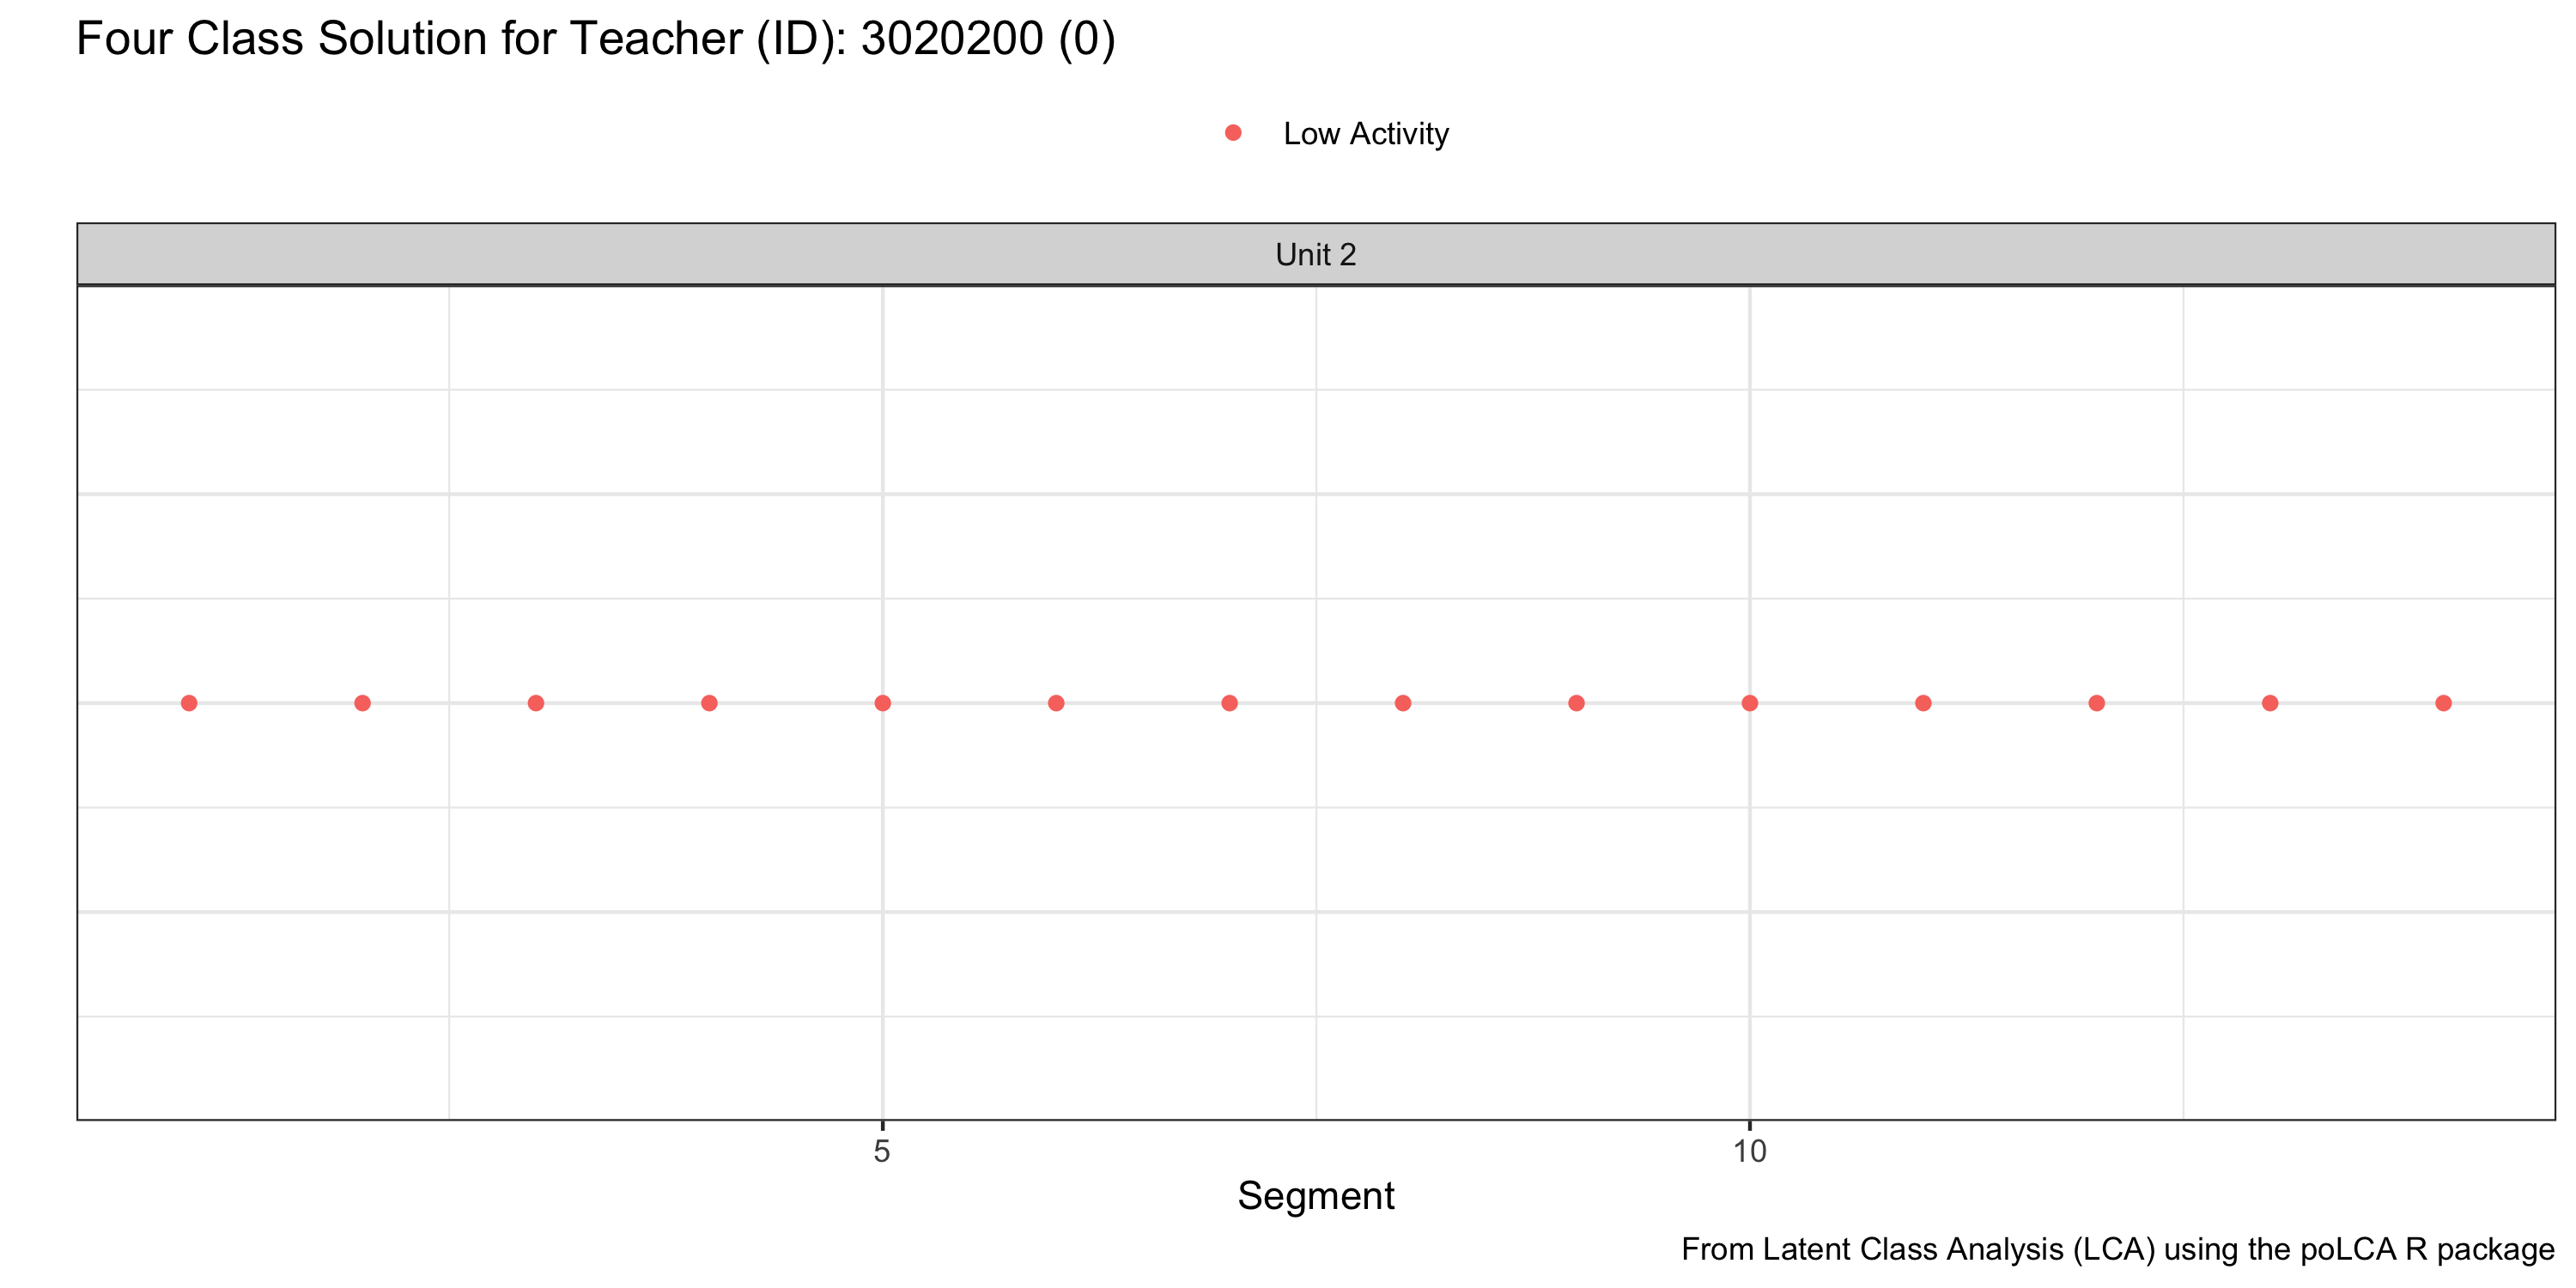 Four Class Solution for Teacher (ID): 3020200 (0)
Low Activity
Unit 2
5
10
Segment
From Latent Class Analysis (LCA) using the poLCA R package